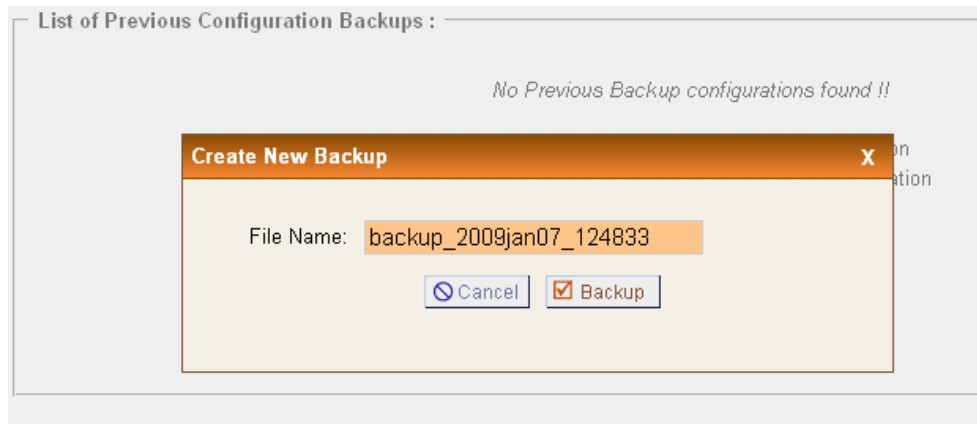 List of Previous Configuration Backups :
No Previous Backup configurations found !!
Create New Backup X
File Name: backup_2009jan07_124833
Cancel Backup